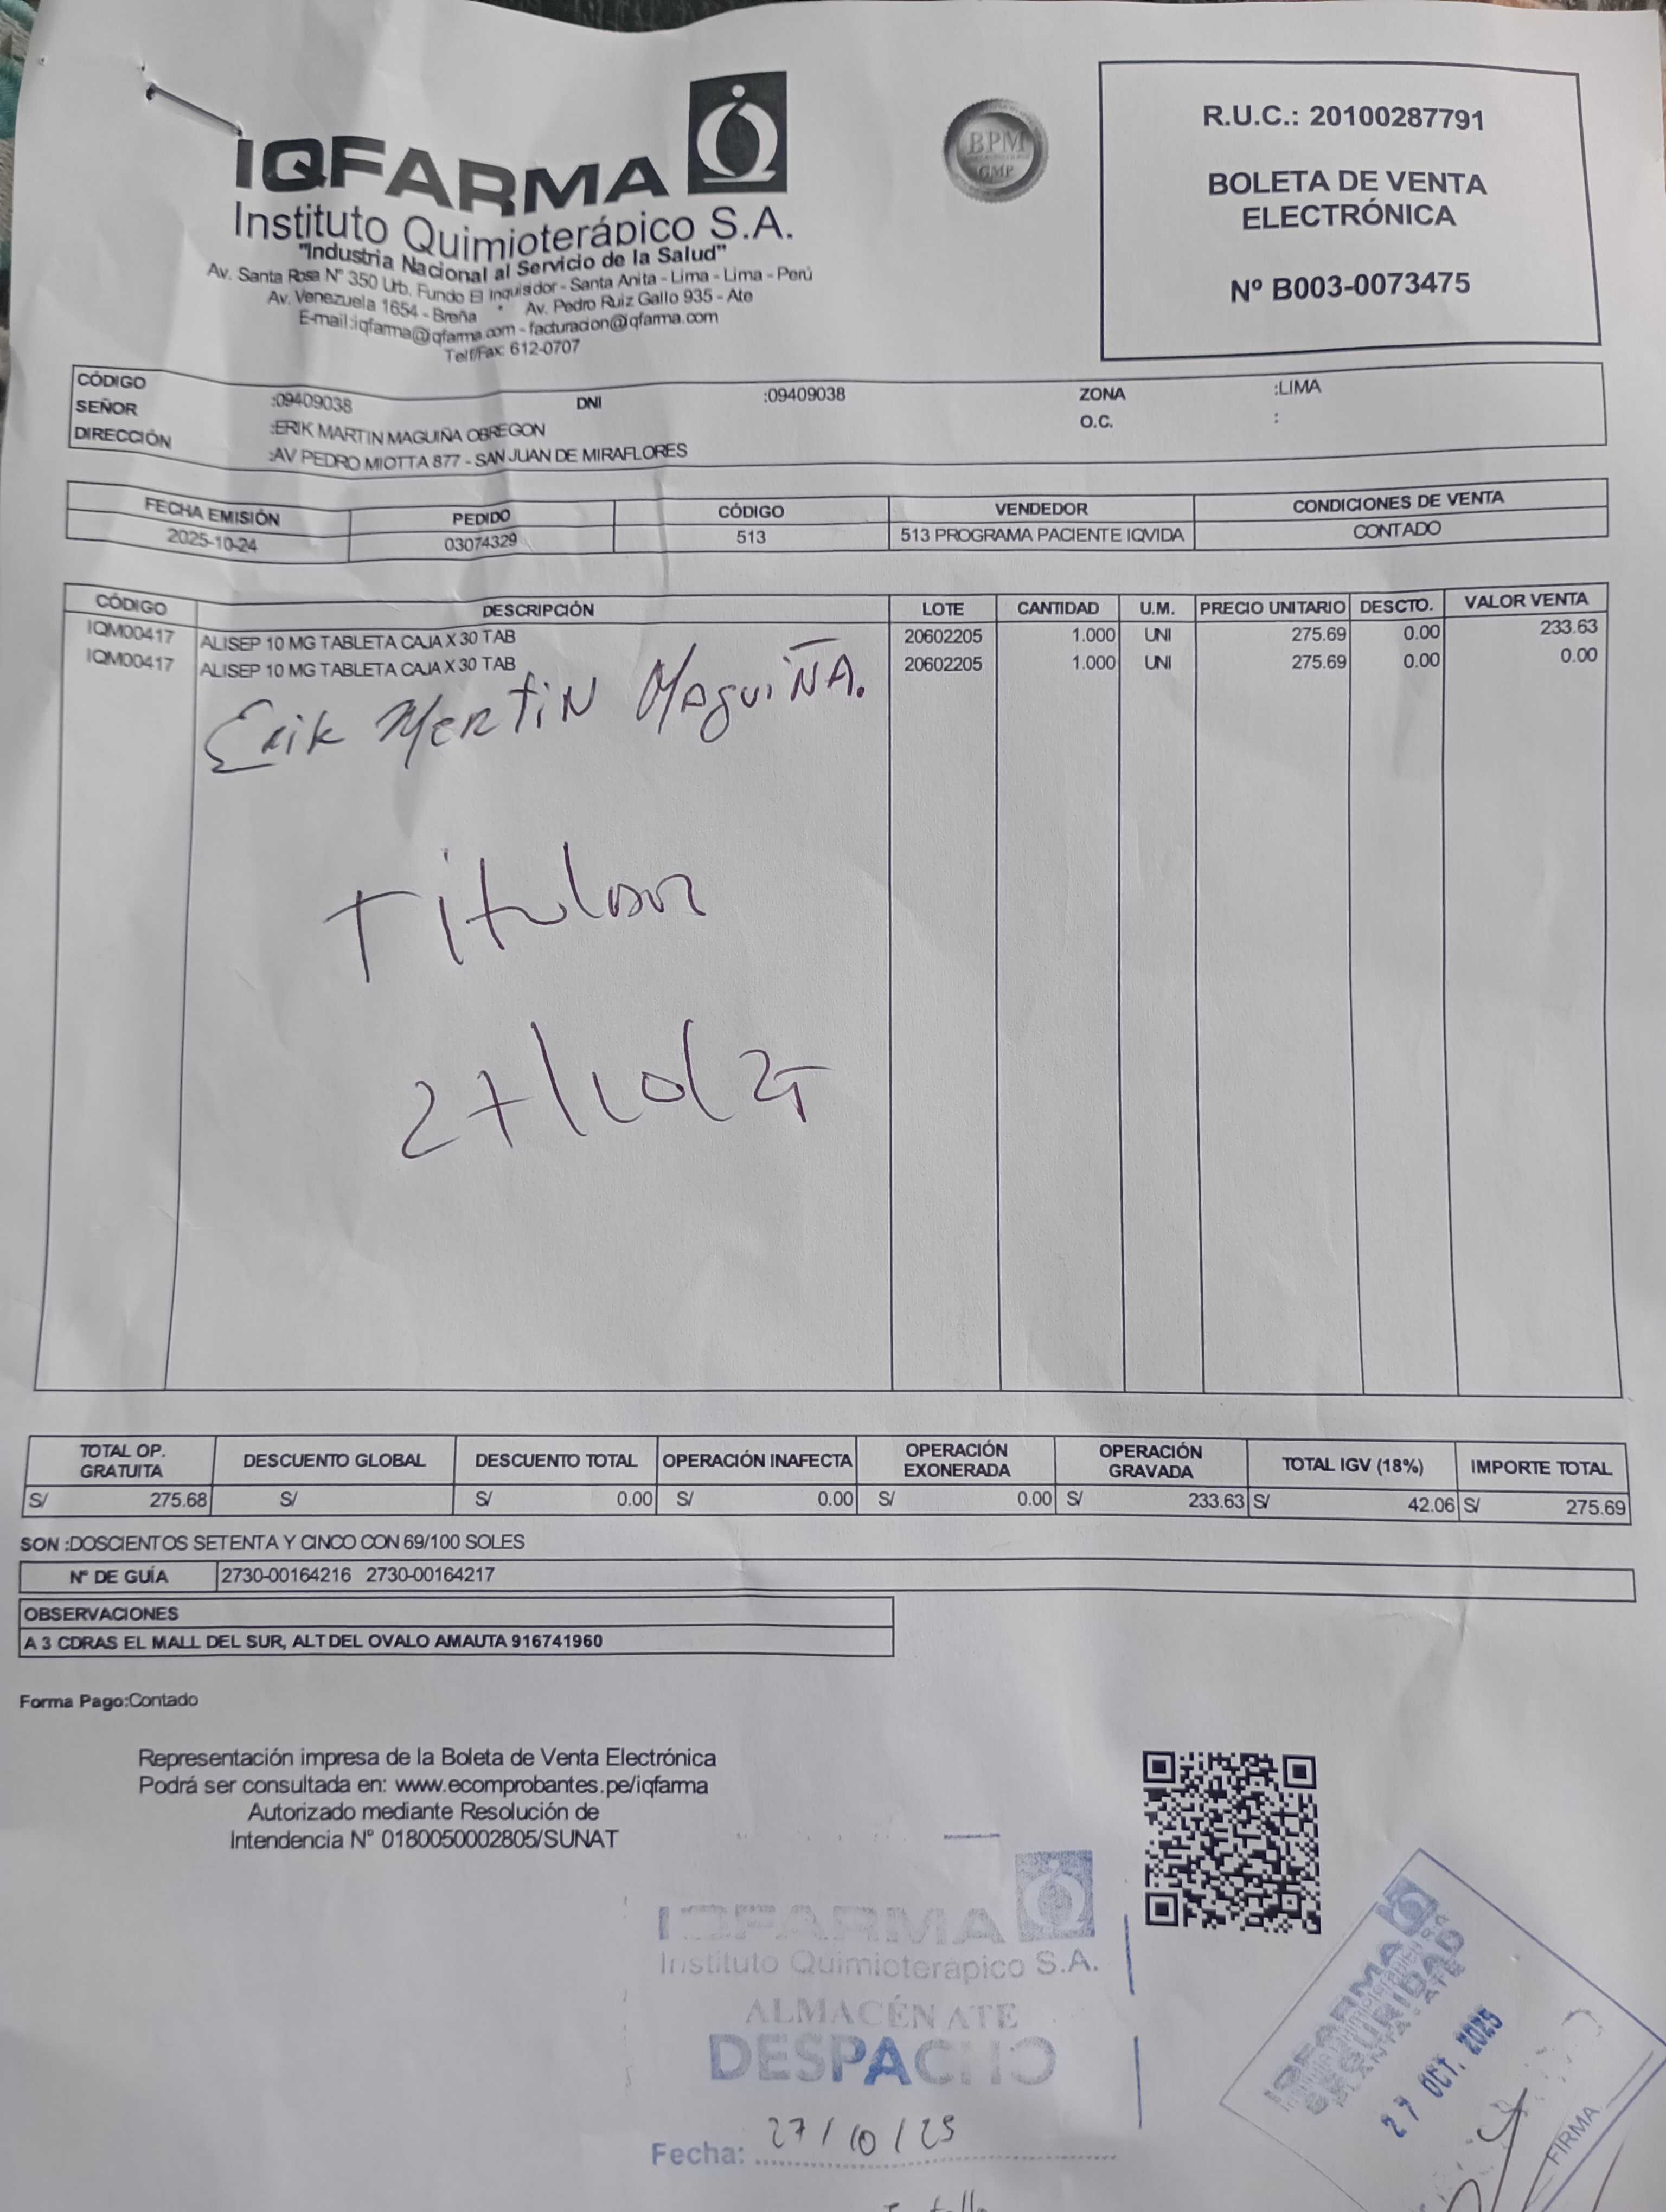 IQFARMA
Instituto Quimioterápico S.A.
"Industria Nacional al Servicio de la Salud"
Av. Santa Rosa N° 350 Urb. Fundo El Inquisidor - Santa Anita - Lima - Lima - Perú
Av. Venezuela 1654 - Breña * Av. Pedro Ruiz Gallo 935 - Ate
E-mail:iqfarma@iqfarma.com - facturacion@iqfarma.com
Telf/Fax: 612-0707
BPM
GMP
R.U.C.: 20100287791
BOLETA DE VENTA
ELECTRÓNICA
Nº B003-0073475
CÓDIGO :09409038 DNI :09409038 ZONA :LIMA
SEÑOR :ERIK MARTIN MAGUIÑA OBREGON O.C. :
DIRECCIÓN :AV PEDRO MIOTTA 877 - SAN JUAN DE MIRAFLORES
FECHA EMISIÓN PEDIDO CÓDIGO VENDEDOR CONDICIONES DE VENTA
2025-10-24 03074329 513 513 PROGRAMA PACIENTE IQVIDA CONTADO
CÓDIGO DESCRIPCIÓN LOTE CANTIDAD U.M. PRECIO UNITARIO DESCTO. VALOR VENTA
IQM00417 ALISEP 10 MG TABLETA CAJA X 30 TAB 20602205 1.000 UNI 275.69 0.00 233.63
IQM00417 ALISEP 10 MG TABLETA CAJA X 30 TAB 20602205 1.000 UNI 275.69 0.00 0.00
Erik Martin Maguiña.
Titular
27/10/25
TOTAL OP. GRATUITA DESCUENTO GLOBAL DESCUENTO TOTAL OPERACIÓN INAFECTA OPERACIÓN EXONERADA OPERACIÓN GRAVADA TOTAL IGV (18%) IMPORTE TOTAL
S/ 275.68 S/ S/ 0.00 S/ 0.00 S/ 0.00 S/ 233.63 S/ 42.06 S/ 275.69
SON :DOSCIENTOS SETENTA Y CINCO CON 69/100 SOLES
N° DE GUÍA 2730-00164216 2730-00164217
OBSERVACIONES
A 3 CDRAS EL MALL DEL SUR, ALT DEL OVALO AMAUTA 916741960
Forma Pago:Contado
Representación impresa de la Boleta de Venta Electrónica
Podrá ser consultada en: www.ecomprobantes.pe/iqfarma
Autorizado mediante Resolución de
Intendencia N° 0180050002805/SUNAT
IQFARMA
Instituto Quimioterápico S.A.
ALMACÉN ATE
DESPACHO
Fecha: 27/10/25
IQFARMA
SEGURIDAD
PLANTA - ATE
27 OCT. 2025
FIRMA